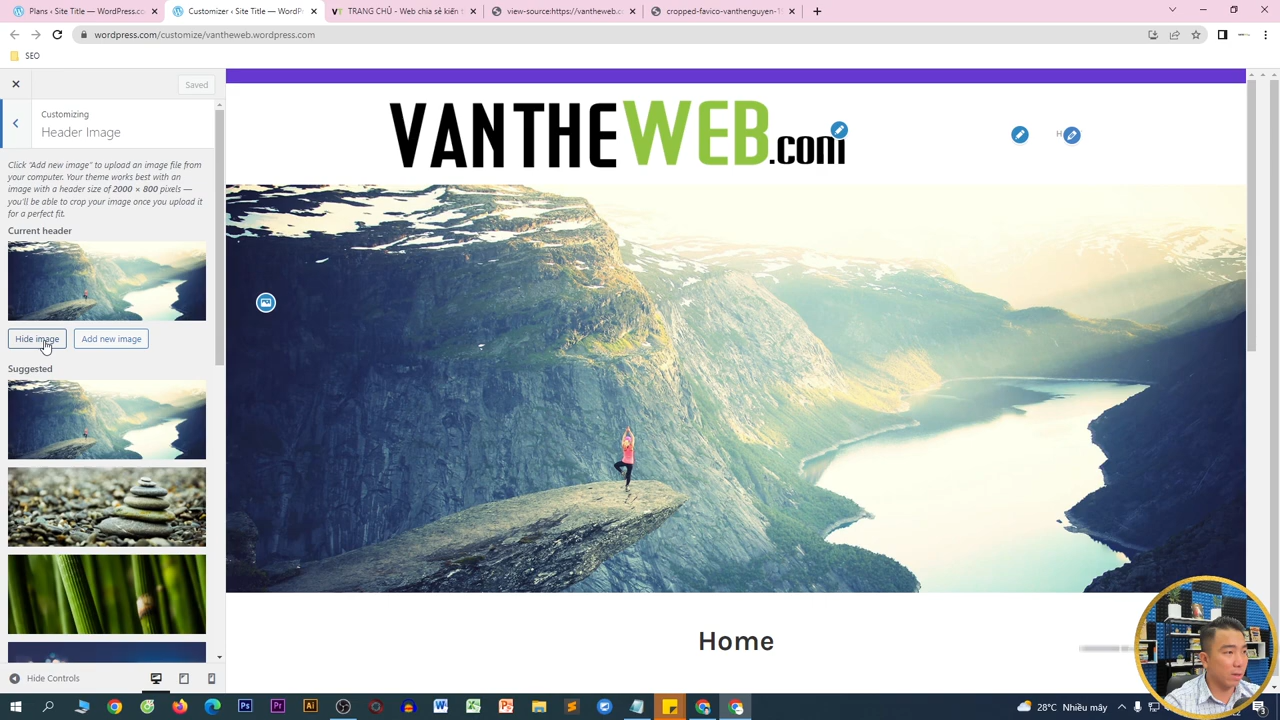 Plans ‹ Site Title — WordPress.co
Customizer ‹ Site Title — WordP
TRANG CHỦ - Web chia sẻ kiến t
view-source:https://vantheweb.c
cropped-favico-vanthenguyen-1
wordpress.com/customize/vantheweb.wordpress.com
SEO
Saved
Customizing
Header Image
Click "Add new image" to upload an image file from
your computer. Your theme works best with an
image with a header size of 2000 × 800 pixels —
you'll be able to crop your image once you upload it
for a perfect fit.
Current header
Hide image
Add new image
Suggested
Hide Controls
VANTHEWEB.com
Home
28°C Nhiều mây